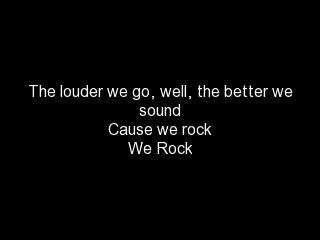 The louder we go, well, the better we
sound
Cause we rock
We Rock